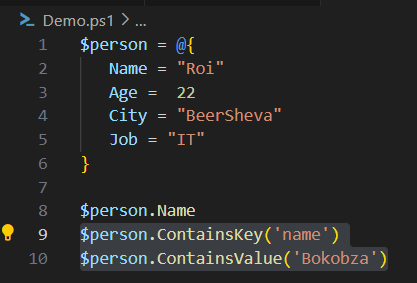 Demo.ps1 > ...
1 $person = @{
2 Name = "Roi"
3 Age = 22
4 City = "BeerSheva"
5 Job = "IT"
6 }
7
8 $person.Name
9 $person.ContainsKey('name')
10 $person.ContainsValue('Bokobza')